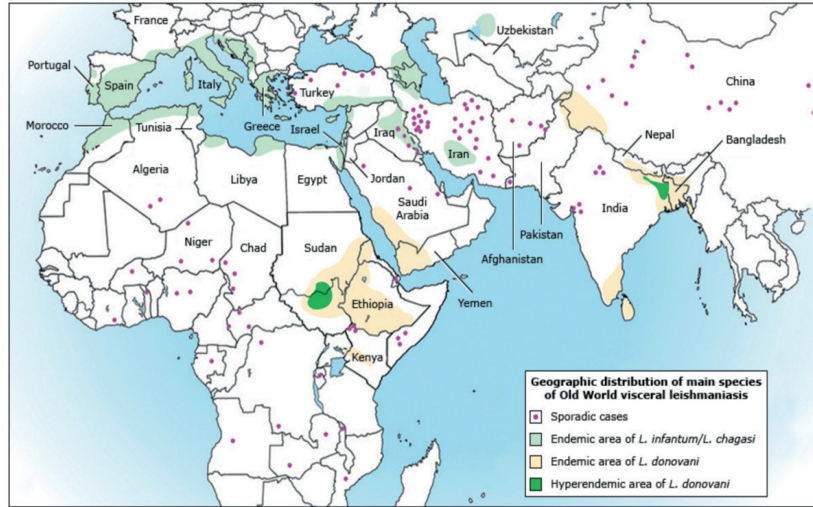 France
Uzbekistan
Portugal
Spain
Italy
Turkey
China
Morocco
Tunisia
Greece
Israel
Iraq
Iran
Nepal
Bangladesh
Algeria
Libya
Egypt
Jordan
Saudi
Arabia
India
Pakistan
Afghanistan
Niger
Chad
Sudan
Yemen
Ethiopia
Kenya
Geographic distribution of main species
of Old World visceral leishmaniasis
Sporadic cases
Endemic area of L. infantum/L. chagasi
Endemic area of L. donovani
Hyperendemic area of L. donovani